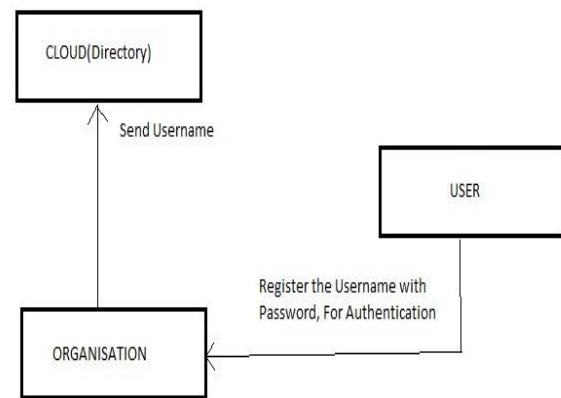 CLOUD(Directory)
Send Username
USER
Register the Username with
Password, For Authentication
ORGANISATION